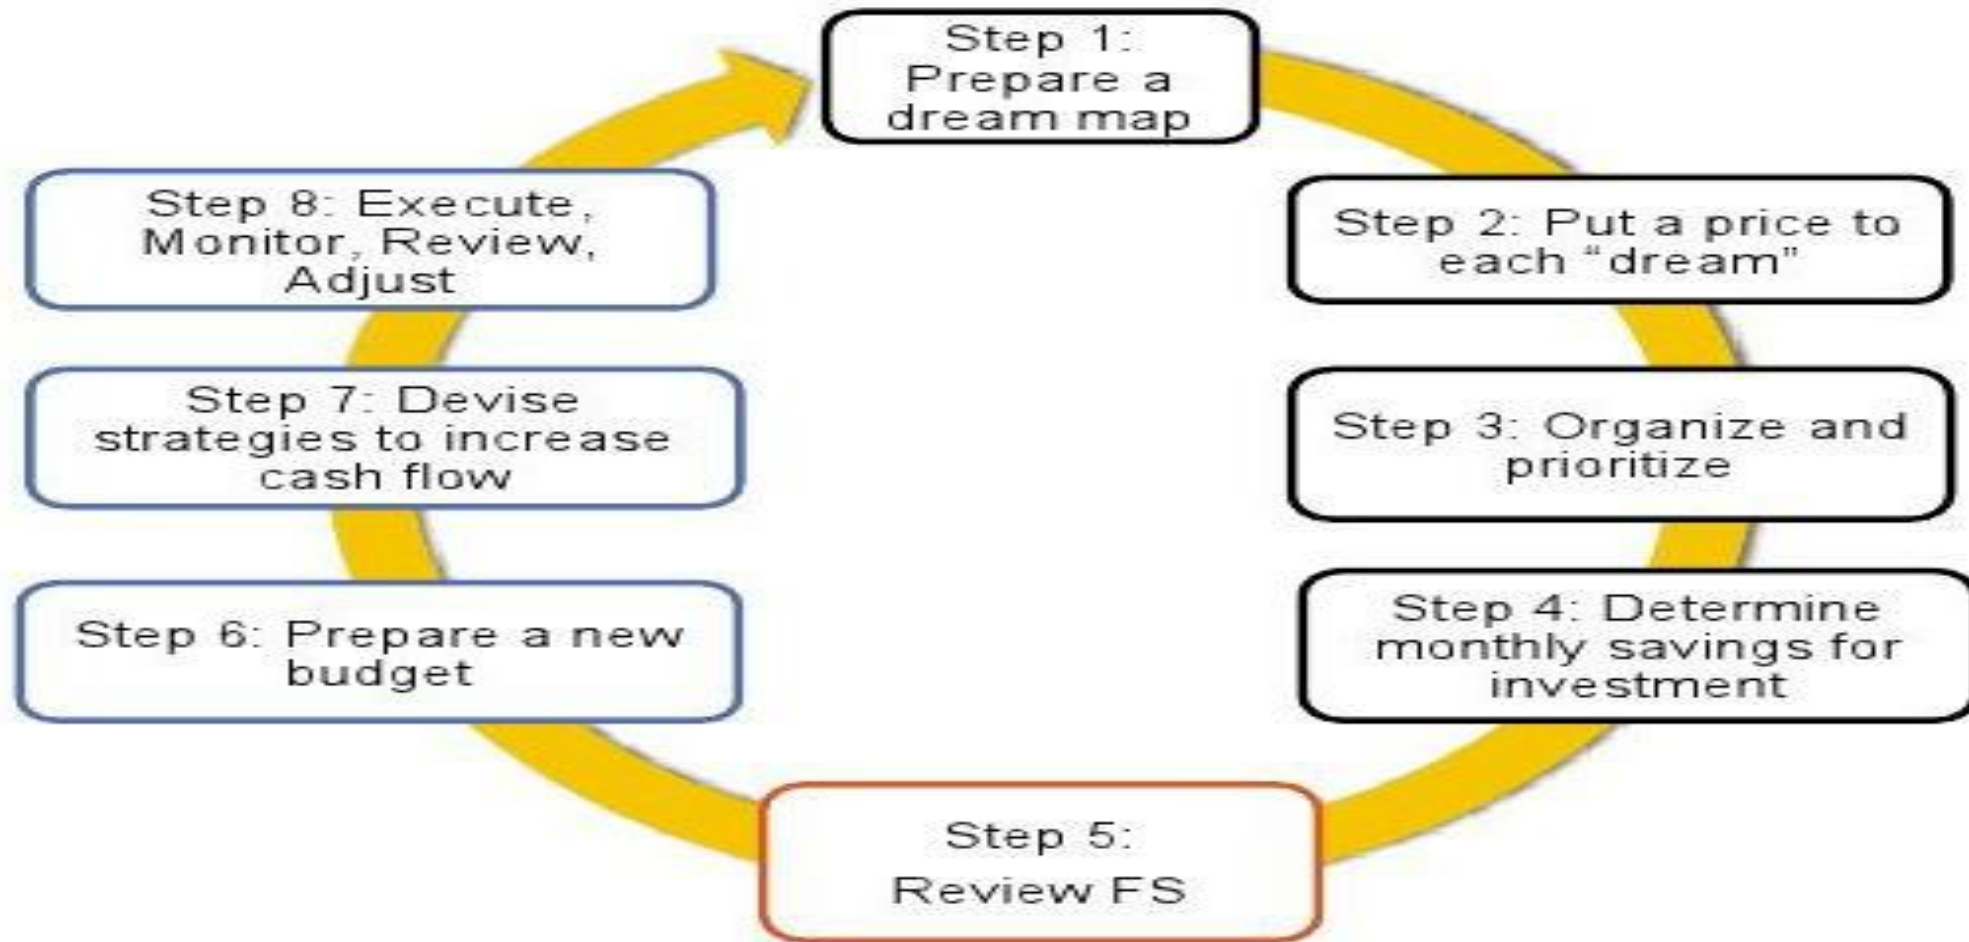 Step 1:
Prepare a
dream map
Step 2: Put a price to
each “dream”
Step 3: Organize and
prioritize
Step 4: Determine
monthly savings for
investment
Step 5:
Review FS
Step 6: Prepare a new
budget
Step 7: Devise
strategies to increase
cash flow
Step 8: Execute,
Monitor, Review,
Adjust